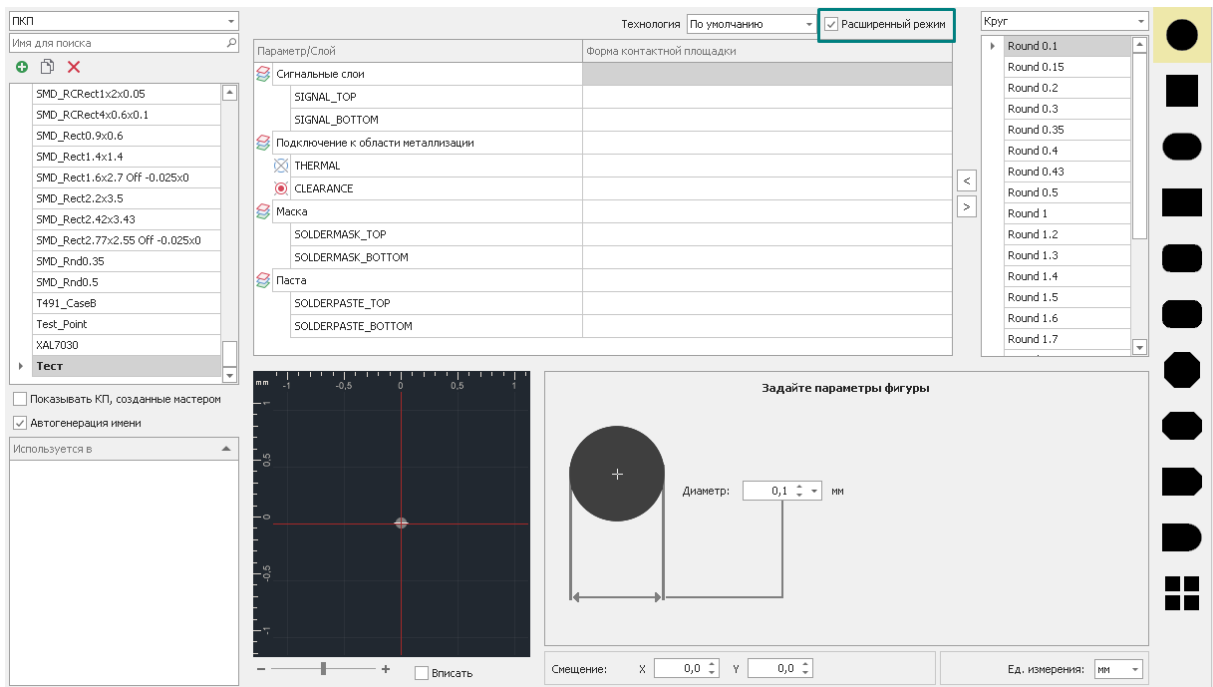 ПКП
Имя для поиска
SMD_RCRect1x2x0.05
SMD_RCRect4x0.6x0.1
SMD_Rect0.9x0.6
SMD_Rect1.4x1.4
SMD_Rect1.6x2.7 Off -0.025x0
SMD_Rect2.2x3.5
SMD_Rect2.42x3.43
SMD_Rect2.77x2.55 Off -0.025x0
SMD_Rnd0.35
SMD_Rnd0.5
T491_CaseB
Test_Point
XAL7030
Тест
Показывать КП, созданные мастером
Автогенерация имени
Используется в
Технология По умолчанию Расширенный режим
Параметр/Слой Форма контактной площадки
Сигнальные слои
SIGNAL_TOP
SIGNAL_BOTTOM
Подключение к области металлизации
THERMAL
CLEARANCE
Маска
SOLDERMASK_TOP
SOLDERMASK_BOTTOM
Паста
SOLDERPASTE_TOP
SOLDERPASTE_BOTTOM
<
>
Круг
Round 0.1
Round 0.15
Round 0.2
Round 0.3
Round 0.35
Round 0.4
Round 0.43
Round 0.5
Round 1
Round 1.2
Round 1.3
Round 1.4
Round 1.5
Round 1.6
Round 1.7
mm -1 -0,5 0 0,5 1
0,5
0
-0,5
-1
Вписать
Задайте параметры фигуры
Диаметр: 0,1 мм
Смещение: X 0,0 Y 0,0
Ед. измерения: мм